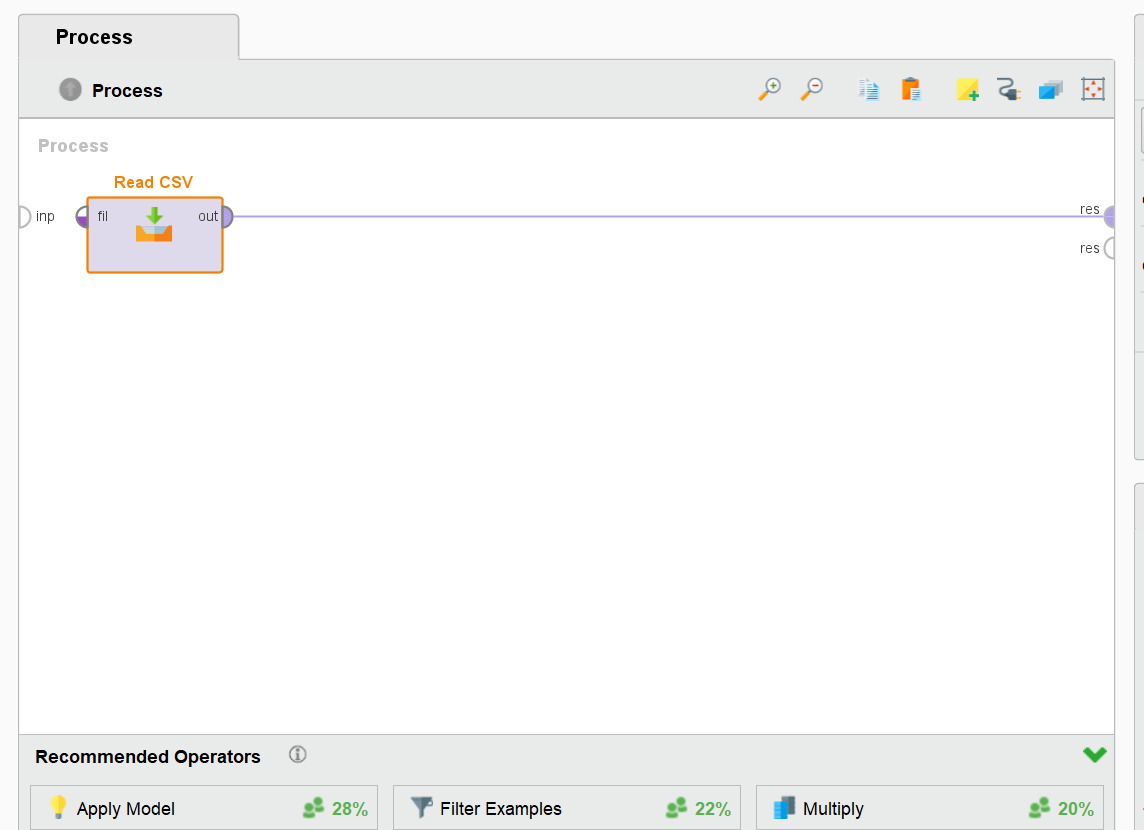 Process
Process
Process
Read CSV
inp fil out res
res
Recommended Operators
Apply Model 28% Filter Examples 22% Multiply 20%